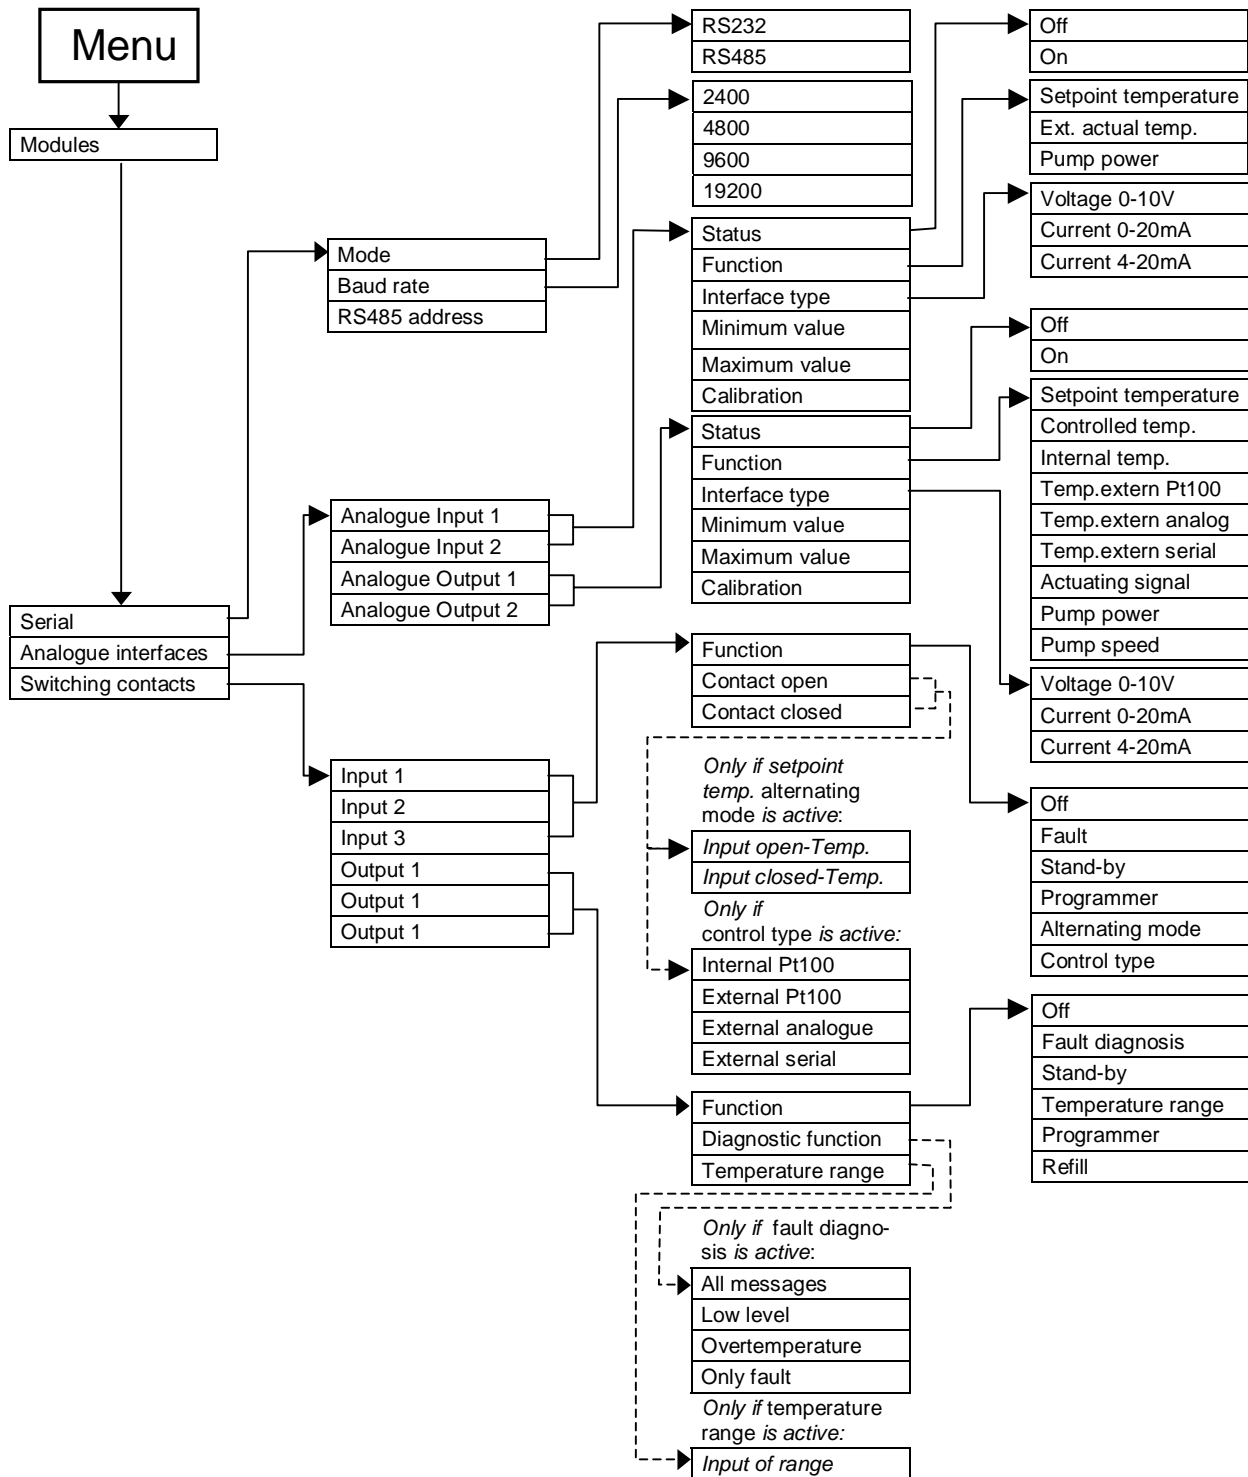 Menu
Modules
Serial
Analogue interfaces
Switching contacts
Mode
Baud rate
RS485 address
Analogue Input 1
Analogue Input 2
Analogue Output 1
Analogue Output 2
Input 1
Input 2
Input 3
Output 1
Output 1
Output 1
RS232
RS485
2400
4800
9600
19200
Status
Function
Interface type
Minimum value
Maximum value
Calibration
Status
Function
Interface type
Minimum value
Maximum value
Calibration
Function
Contact open
Contact closed
Only if setpoint
temp. alternating
mode is active:
Input open-Temp.
Input closed-Temp.
Only if
control type is active:
Internal Pt100
External Pt100
External analogue
External serial
Function
Diagnostic function
Temperature range
Only if fault diagno-
sis is active:
All messages
Low level
Overtemperature
Only fault
Only if temperature
range is active:
Input of range
Off
On
Setpoint temperature
Ext. actual temp.
Pump power
Voltage 0-10V
Current 0-20mA
Current 4-20mA
Off
On
Setpoint temperature
Controlled temp.
Internal temp.
Temp.extern Pt100
Temp.extern analog
Temp.extern serial
Actuating signal
Pump power
Pump speed
Voltage 0-10V
Current 0-20mA
Current 4-20mA
Off
Fault
Stand-by
Programmer
Alternating mode
Control type
Off
Fault diagnosis
Stand-by
Temperature range
Programmer
Refill